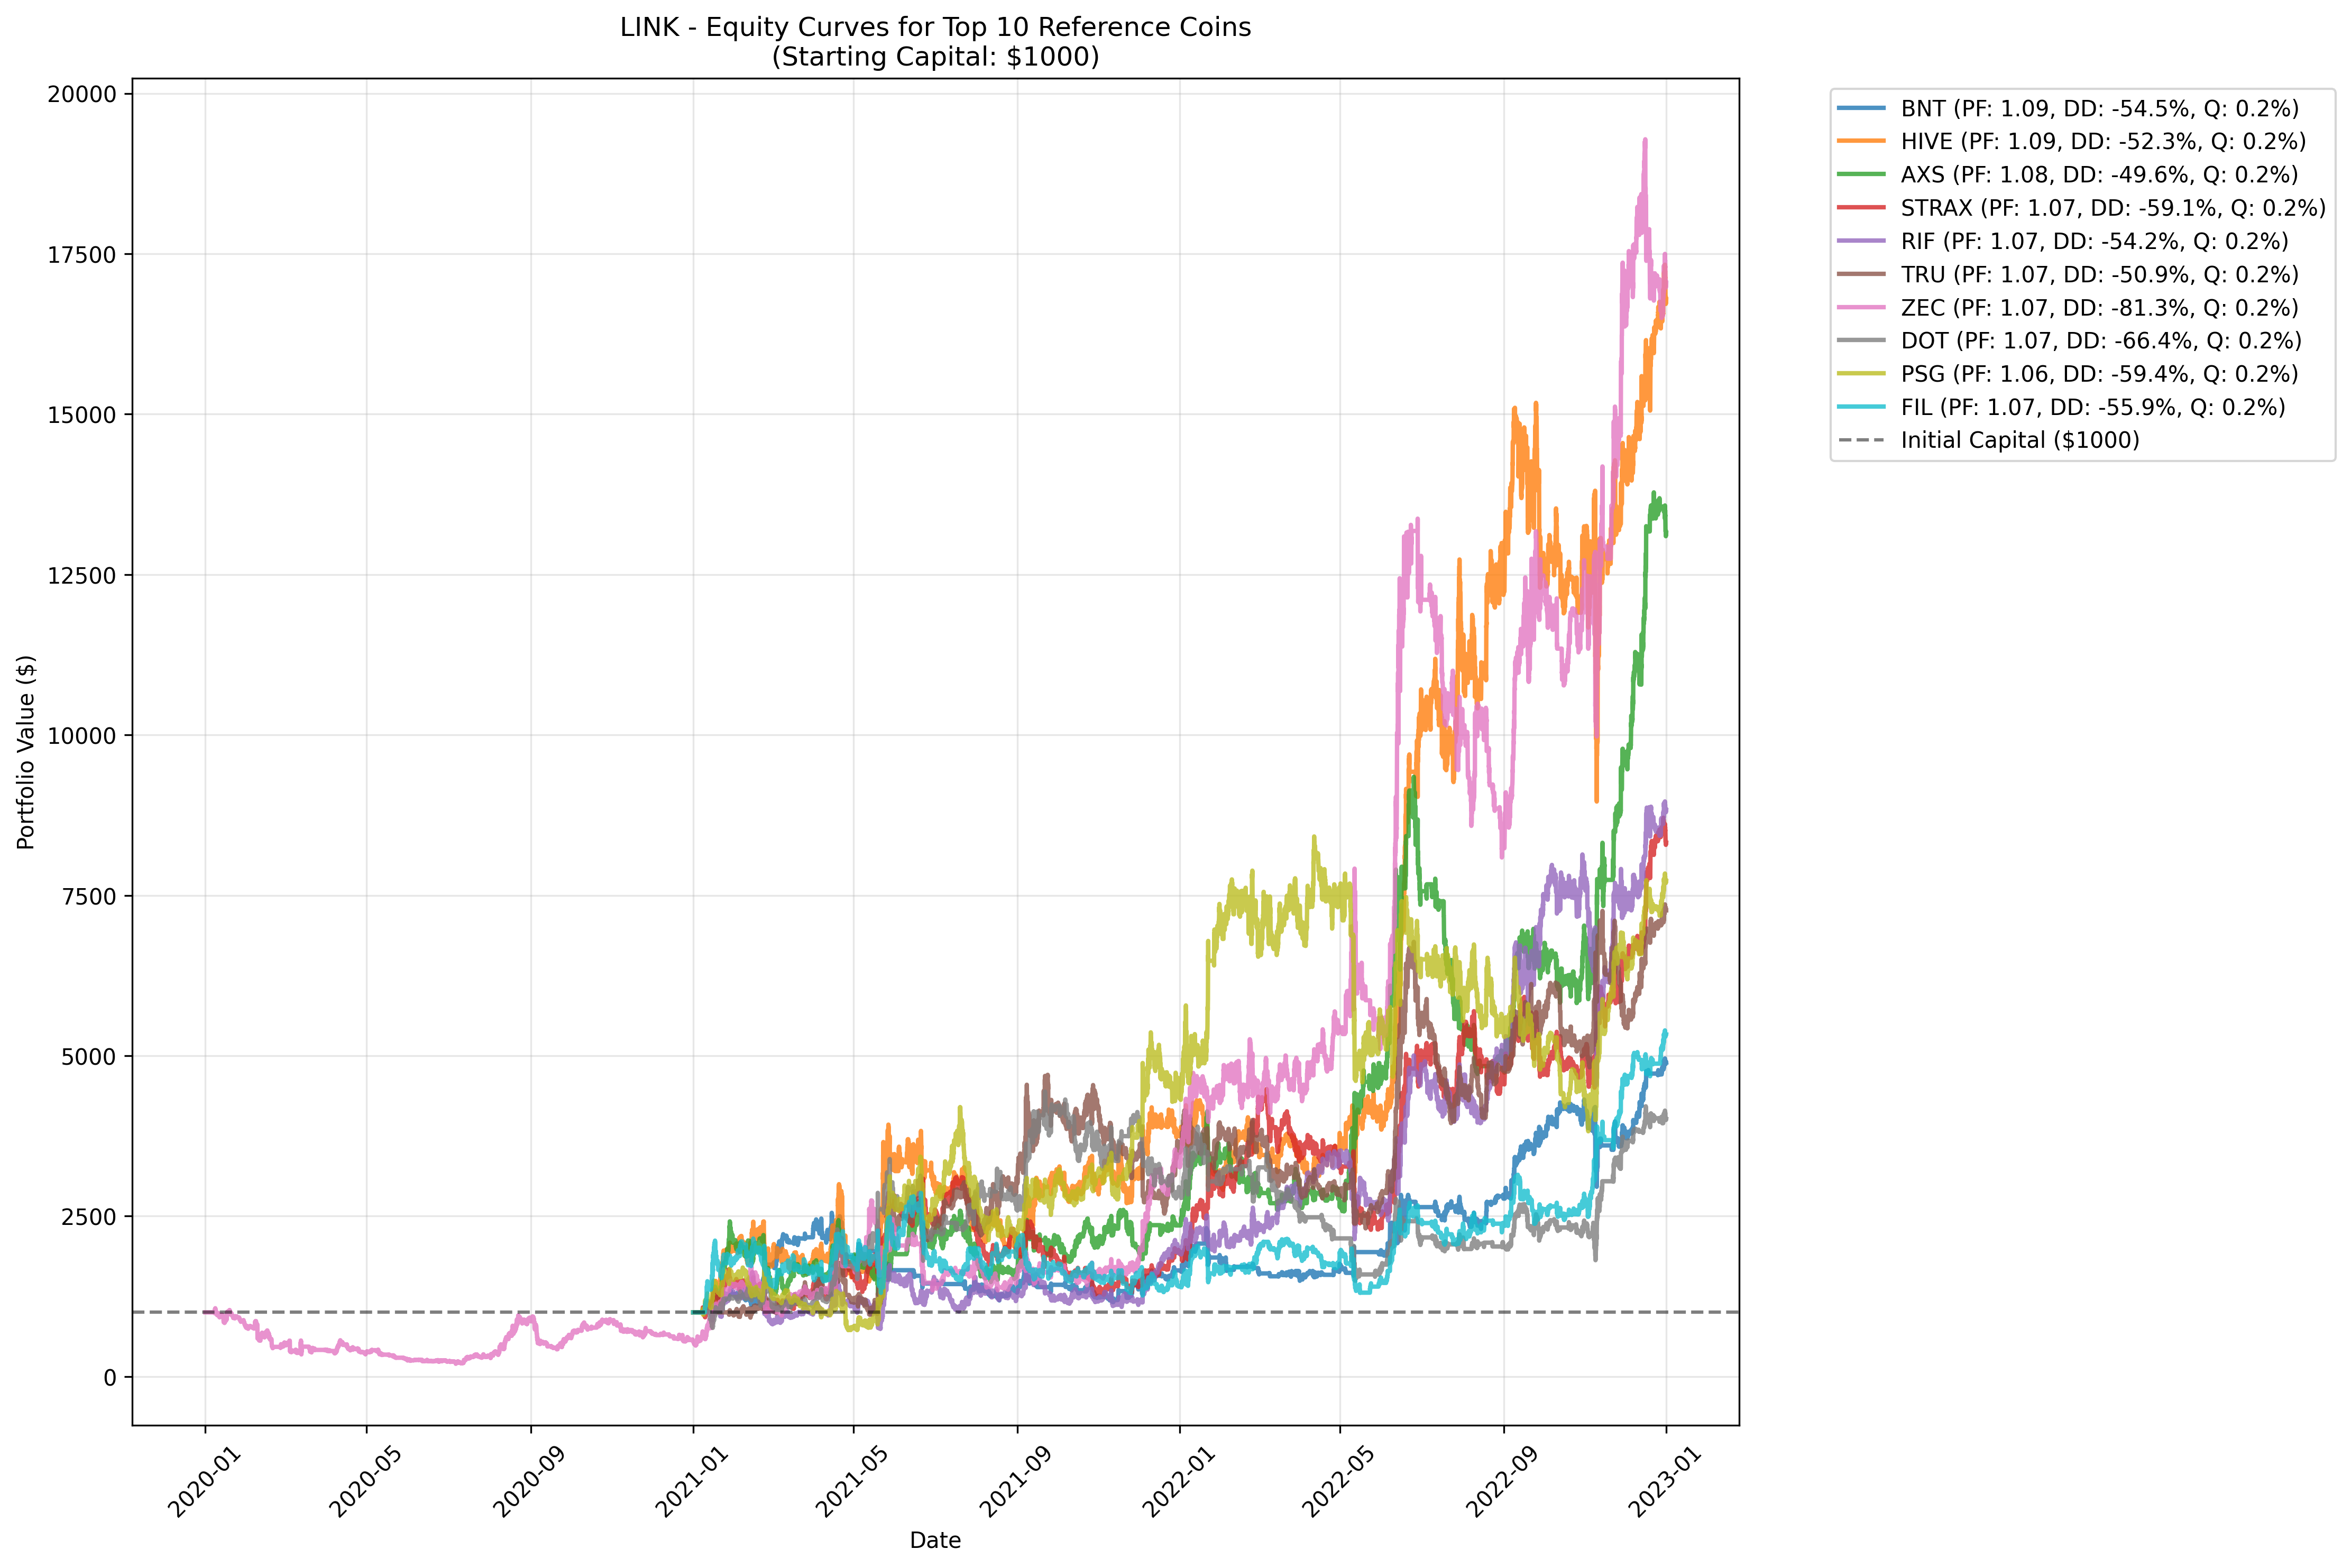 LINK - Equity Curves for Top 10 Reference Coins
(Starting Capital: $1000)
Portfolio Value ($)
20000
17500
15000
12500
10000
7500
5000
2500
0
2020-01
2020-05
2020-09
2021-01
2021-05
2021-09
2022-01
2022-05
2022-09
2023-01
Date
BNT (PF: 1.09, DD: -54.5%, Q: 0.2%)
HIVE (PF: 1.09, DD: -52.3%, Q: 0.2%)
AXS (PF: 1.08, DD: -49.6%, Q: 0.2%)
STRAX (PF: 1.07, DD: -59.1%, Q: 0.2%)
RIF (PF: 1.07, DD: -54.2%, Q: 0.2%)
TRU (PF: 1.07, DD: -50.9%, Q: 0.2%)
ZEC (PF: 1.07, DD: -81.3%, Q: 0.2%)
DOT (PF: 1.07, DD: -66.4%, Q: 0.2%)
PSG (PF: 1.06, DD: -59.4%, Q: 0.2%)
FIL (PF: 1.07, DD: -55.9%, Q: 0.2%)
Initial Capital ($1000)